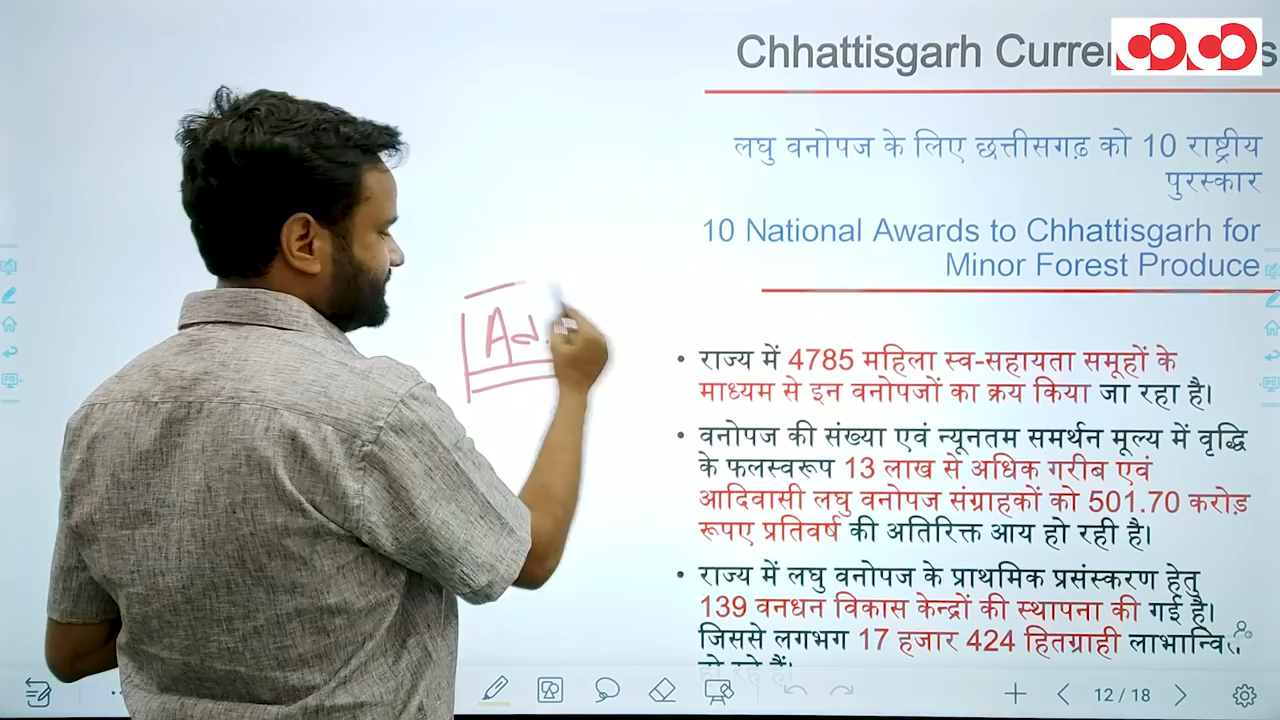 Chhattisgarh
लघु वनोपज के लिए छत्तीसगढ़ को 10 राष्ट्रीय
पुरस्कार
10 National Awards to Chhattisgarh for
Minor Forest Produce
• राज्य में 4785 महिला स्व-सहायता समूहों के
माध्यम से इन वनोपजों का क्रय किया जा रहा है।
• वनोपज की संख्या एवं न्यूनतम समर्थन मूल्य में वृद्धि
के फलस्वरूप 13 लाख से अधिक गरीब एवं
आदिवासी लघु वनोपज संग्राहकों को 501.70 करोड़
रूपए प्रतिवर्ष की अतिरिक्त आय हो रही है।
• राज्य में लघु वनोपज के प्राथमिक प्रसंस्करण हेतु
139 वनधन विकास केन्द्रों की स्थापना की गई है।
जिससे लगभग 17 हजार 424 हितग्राही
12 / 18